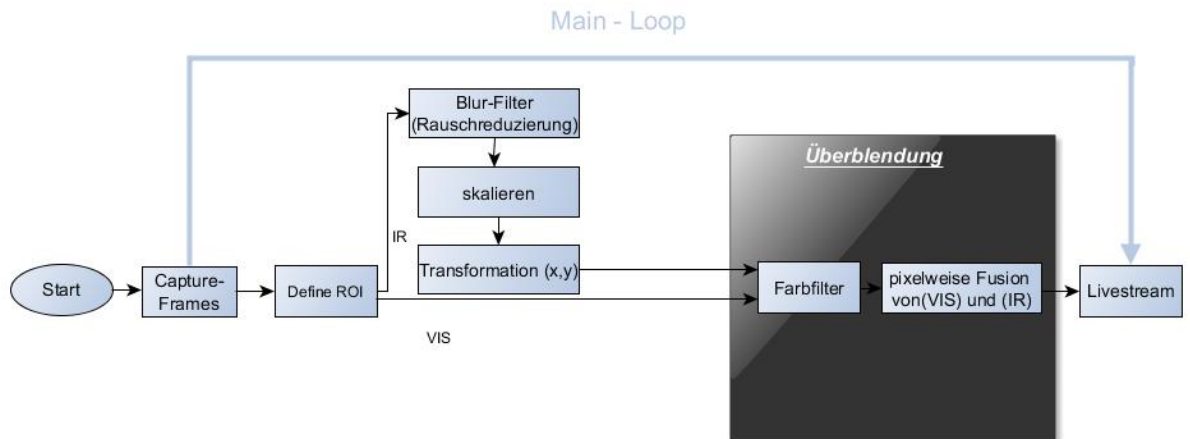 Main - Loop
Blur-Filter
(Rauschreduzierung)
skalieren
IR
Transformation (x,y)
Start
Capture-
Frames
Define ROI
VIS
Überblendung
Farbfilter
pixelweise Fusion
von(VIS) und (IR)
Livestream